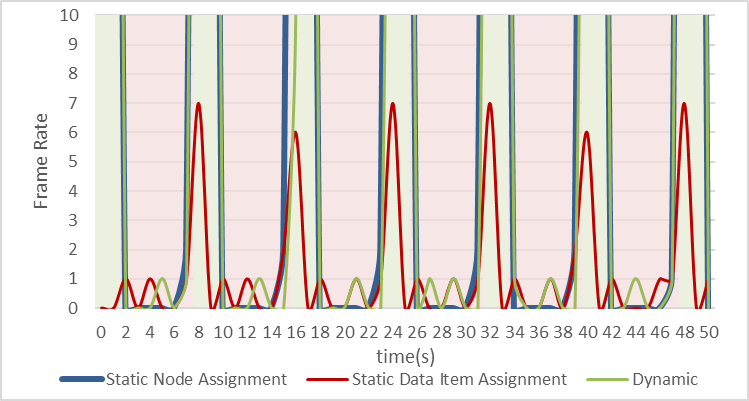 10
9
8
7
6
5
4
3
2
1
0
Frame Rate
0 2 4 6 8 10 12 14 16 18 20 22 24 26 28 30 32 34 36 38 40 42 44 46 48 50
time(s)
Static Node Assignment Static Data Item Assignment Dynamic